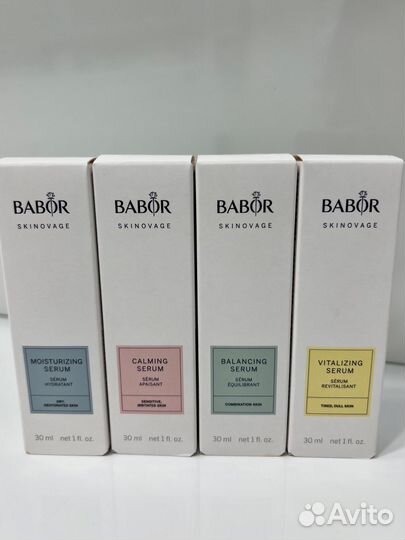 BABOR
SKINOVAGE
MOISTURIZING
SERUM
SÉRUM
HYDRATANT
DRY,
DEHYDRATED SKIN
30 ml net 1 fl. oz.
BABOR
SKINOVAGE
CALMING
SERUM
SÉRUM
APAISANT
SENSITIVE,
IRRITATED SKIN
30 ml net 1 fl. oz.
BABOR
SKINOVAGE
BALANCING
SERUM
SÉRUM
ÉQUILIBRANT
COMBINATION SKIN
30 ml net 1 fl. oz.
BABOR
SKINOVAGE
VITALIZING
SERUM
SÉRUM
REVITALISANT
TIRED, DULL SKIN
30 ml net 1 fl. oz.
Avito